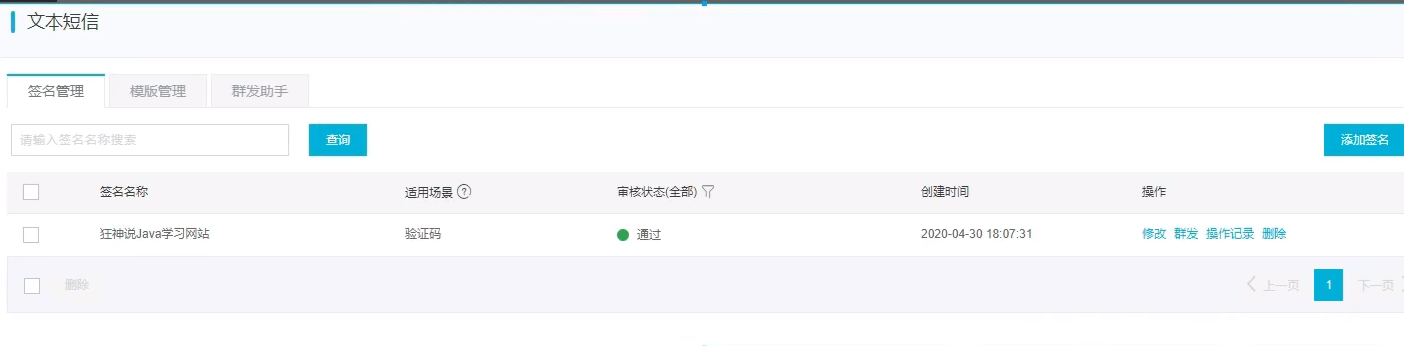 文本短信
签名管理 模版管理 群发助手
请输入签名名称搜索 查询 添加签名
签名名称 适用场景 ? 审核状态(全部) 创建时间 操作
狂神说Java学习网站 验证码 通过 2020-04-30 18:07:31 修改 群发 操作记录 删除
删除 上一页 1 下一页